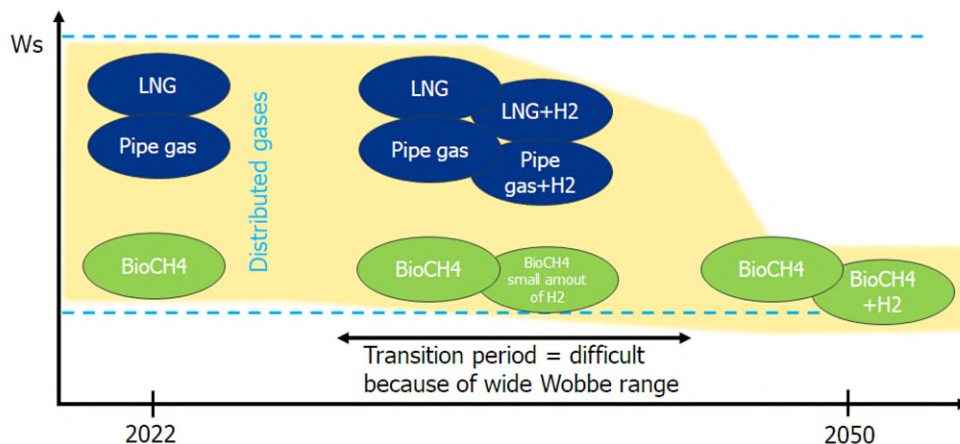 Ws
LNG
Pipe gas
BioCH4
Distributed gases
LNG
LNG+H2
Pipe gas
Pipe
gas+H2
BioCH4
BioCH4
small amout
of H2
BioCH4
BioCH4
+H2
Transition period = difficult
because of wide Wobbe range
2022
2050